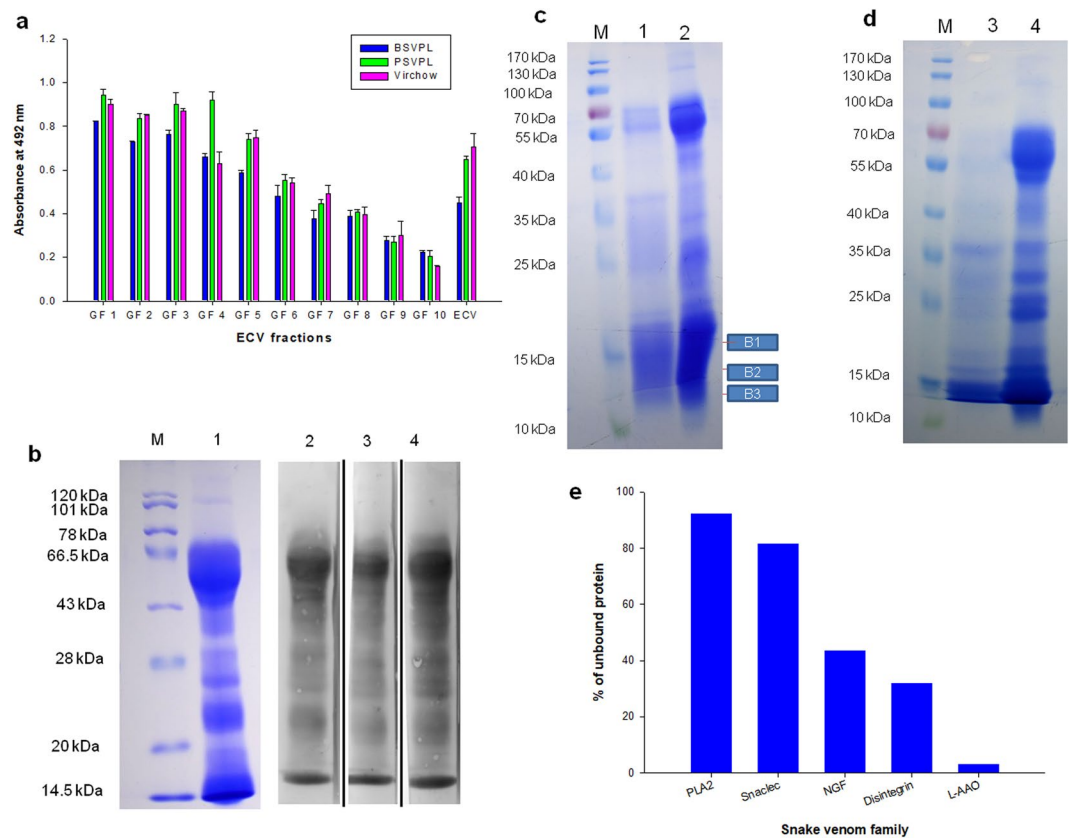 a
Absorbance at 492 nm
1.2
1.0
0.8
0.6
0.4
0.2
0.0
BSVPL
PSVPL
Virchow
GF 1 GF 2 GF 3 GF 4 GF 5 GF 6 GF 7 GF 8 GF 9 GF 10 ECV
ECV fractions
b
M 1 2 3 4
120 kDa
101 kDa
78 kDa
66.5 kDa
43 kDa
28 kDa
20 kDa
14.5 kDa
c
M 1 2
170 kDa
130 kDa
100 kDa
70 kDa
55 kDa
40 kDa
35 kDa
25 kDa
15 kDa
10 kDa
B1
B2
B3
d
M 3 4
170 kDa
130 kDa
100 kDa
70 kDa
55 kDa
40 kDa
35 kDa
25 kDa
15 kDa
10 kDa
e
% of unbound protein
100
80
60
40
20
0
PLA2 Snaclec NGF Disintegrin L-AAO
Snake venom family